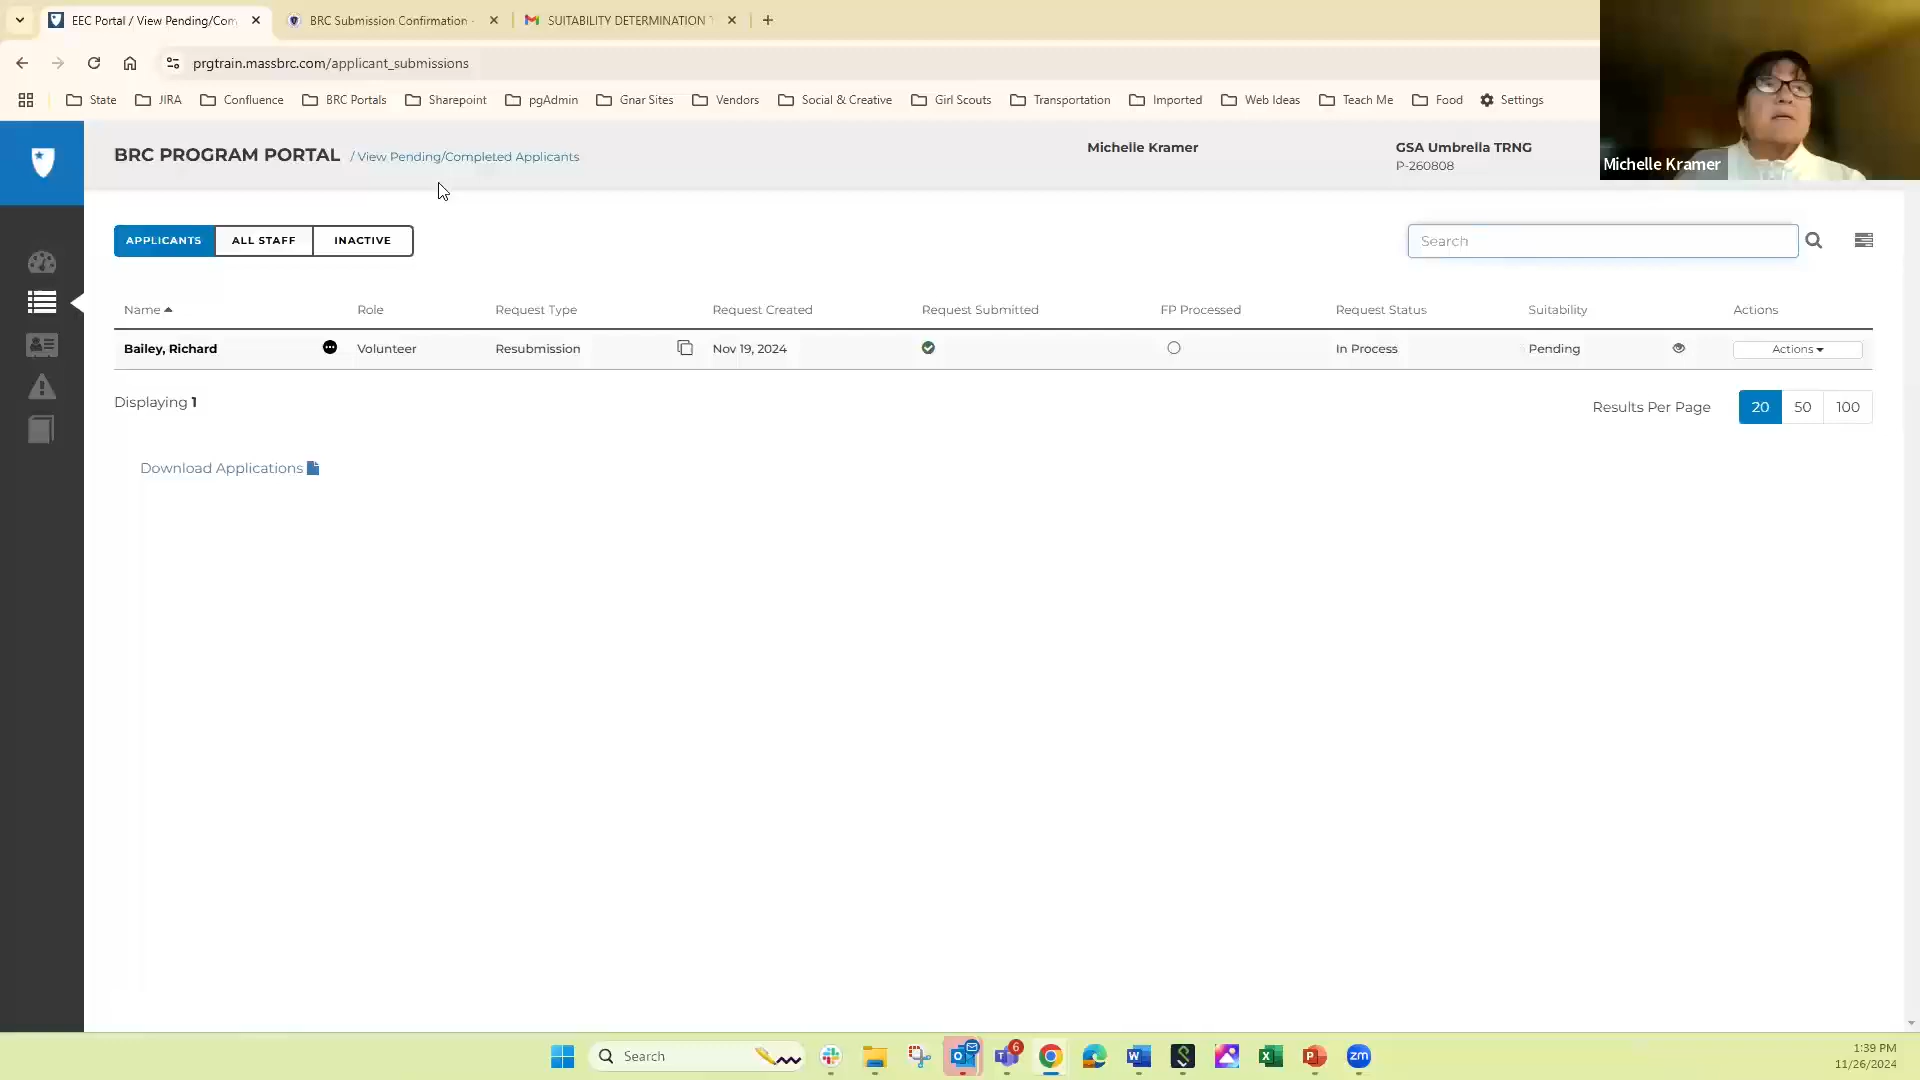 EEC Portal / View Pending/Com
BRC Submission Confirmation
SUITABILITY DETERMINATION
prgtrain.massbrc.com/applicant_submissions
State JIRA Confluence BRC Portals Sharepoint pgAdmin Gnar Sites Vendors Social & Creative Girl Scouts Transportation Imported Web Ideas Teach Me Food Settings
BRC PROGRAM PORTAL / View Pending/Completed Applicants Michelle Kramer GSA Umbrella TRNG
P-260808
Michelle Kramer
APPLICANTS ALL STAFF INACTIVE Search
Name Role Request Type Request Created Request Submitted FP Processed Request Status Suitability Actions
Bailey, Richard Volunteer Resubmission Nov 19, 2024 In Process Pending Actions
Displaying 1
Results Per Page 20 50 100
Download Applications
Search
6
zm
1:39 PM
11/26/2024